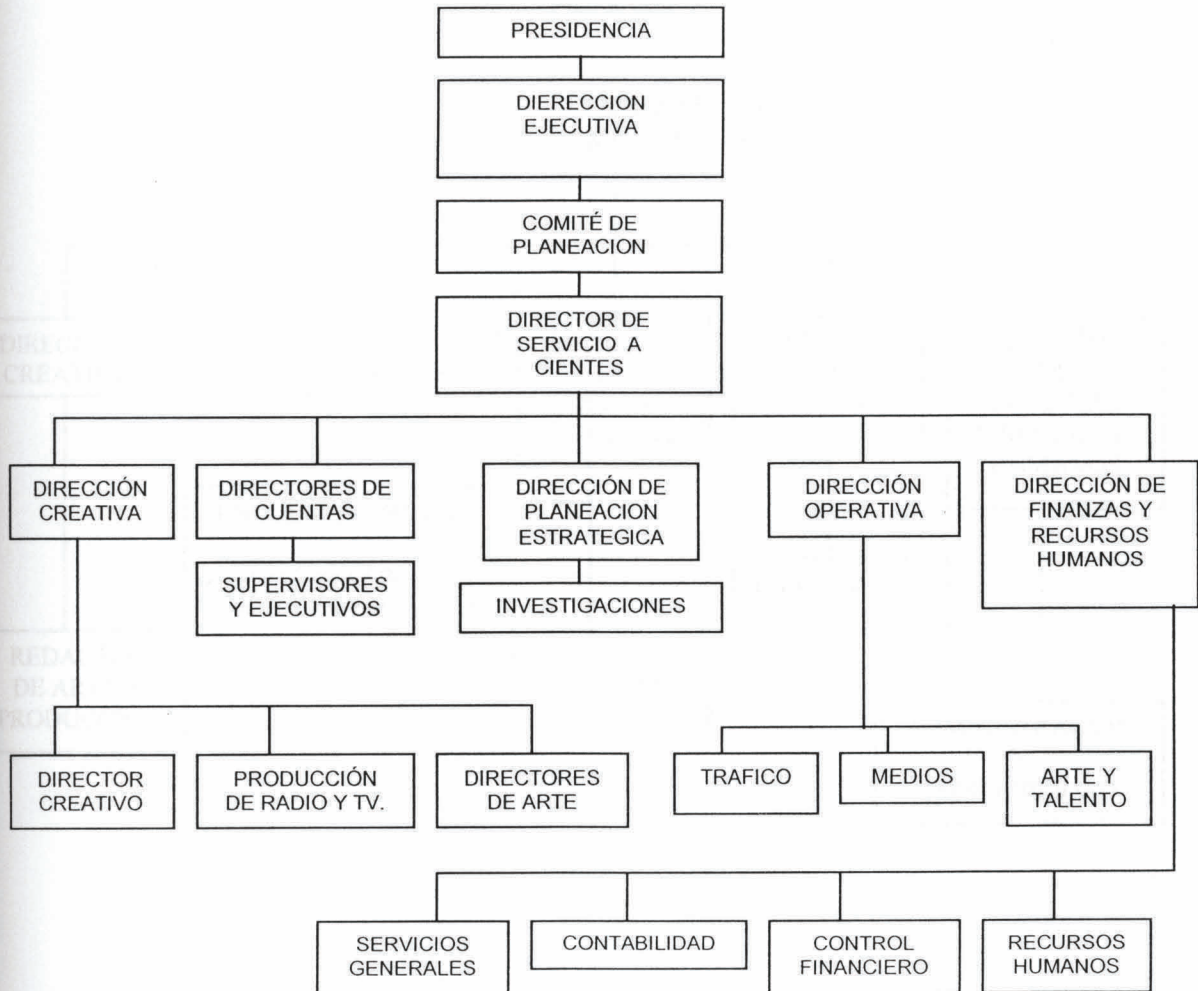 PRESIDENCIA
DIERECCION
EJECUTIVA
COMITÉ DE
PLANEACION
DIRECTOR DE
SERVICIO A
CIENTES
DIRECCIÓN
CREATIVA
DIRECTORES DE
CUENTAS
DIRECCIÓN DE
PLANEACION
ESTRATEGICA
DIRECCIÓN
OPERATIVA
DIRECCIÓN DE
FINANZAS Y
RECURSOS
HUMANOS
SUPERVISORES
Y EJECUTIVOS
INVESTIGACIONES
DIRECTOR
CREATIVO
PRODUCCIÓN
DE RADIO Y TV.
DIRECTORES
DE ARTE
TRAFICO
MEDIOS
ARTE Y
TALENTO
SERVICIOS
GENERALES
CONTABILIDAD
CONTROL
FINANCIERO
RECURSOS
HUMANOS